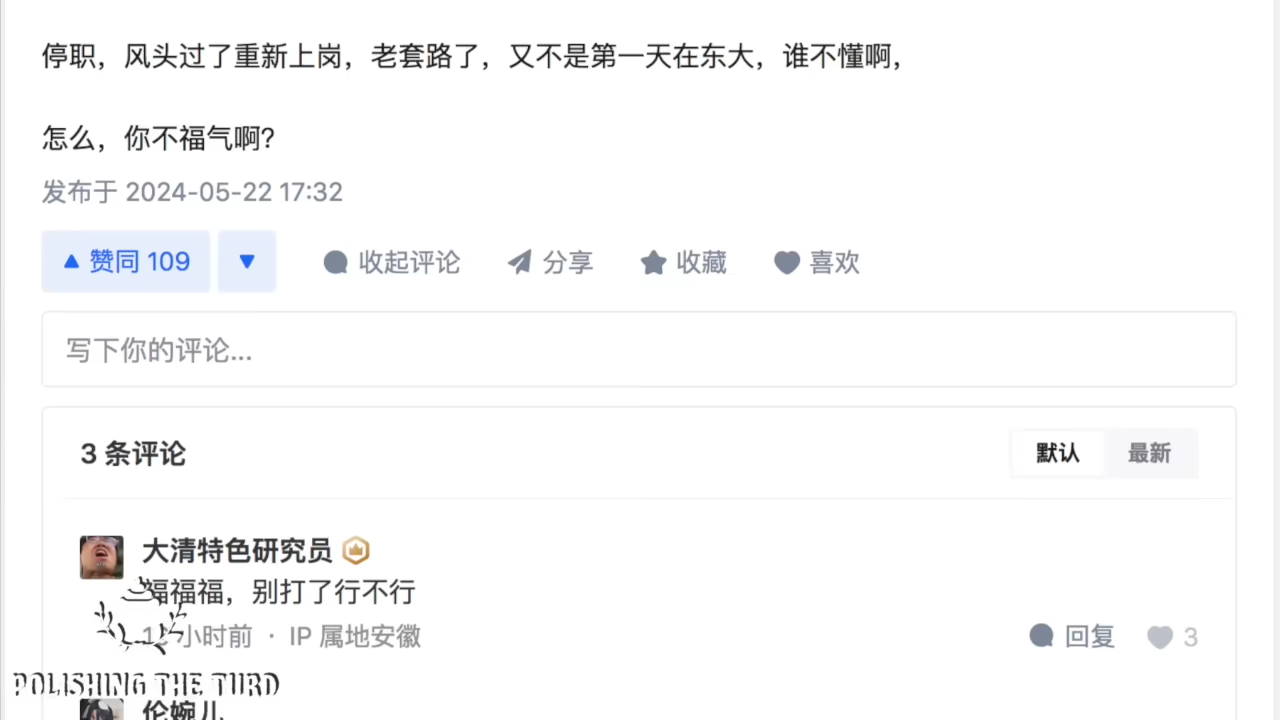 停职，风头过了重新上岗，老套路了，又不是第一天在东大，谁不懂啊，
怎么，你不福气啊？
发布于 2024-05-22 17:32
赞同 109
收起评论
分享
收藏
喜欢
写下你的评论...
3 条评论
默认
最新
大清特色研究员
福福福，别打了行不行
小时前 · IP 属地安徽
回复
3
POLISHING THE TURD
伦婉儿